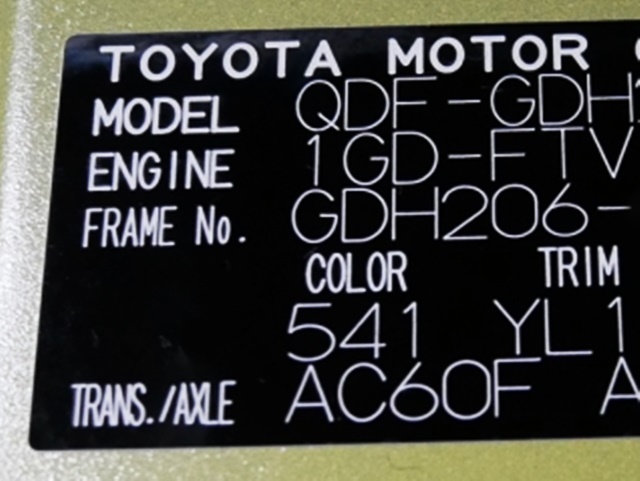 TOYOTA MOTOR
MODEL QDF-GDH
ENGINE 1GD-FTV
FRAME No. GDH206-
COLOR TRIM
541 YL1
TRANS./AXLE AC60F A